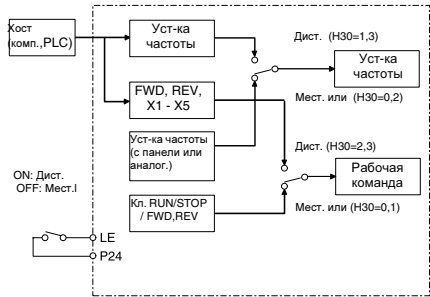 Хост
(комп.,PLC)
Уст-ка
частоты
Дист. (H30=1,3)
Уст-ка
частоты
FWD, REV,
X1 - X5
Мест. или (H30=0,2)
Уст-ка частоты
(с панели или
аналог.)
Дист. (H30=2,3)
Рабочая
команда
ON: Дист.
OFF: Мест.l
Кл. RUN/STOP
/ FWD,REV
Мест. или (H30=0,1)
LE
P24